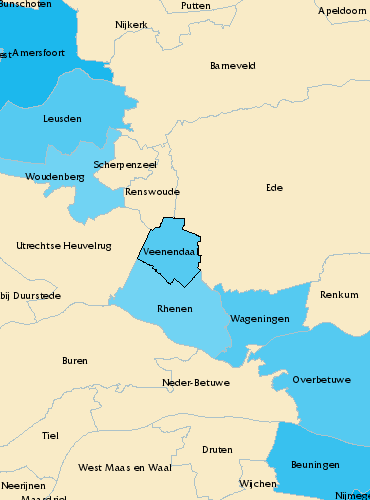 Bunschoten
Putten
Apeldoorn
Nijkerk
Amersfoort
est
Barneveld
Leusden
Scherpenzeel
Woudenberg
Renswoude
Ede
Utrechtse Heuvelrug
Veenendaal
bij Duurstede
Renkum
Rhenen
Wageningen
Buren
Neder-Betuwe
Overbetuwe
Tiel
Druten
West Maas en Waal
Beuningen
Wijchen
Neerijnen
Nijmege
Maasdriel